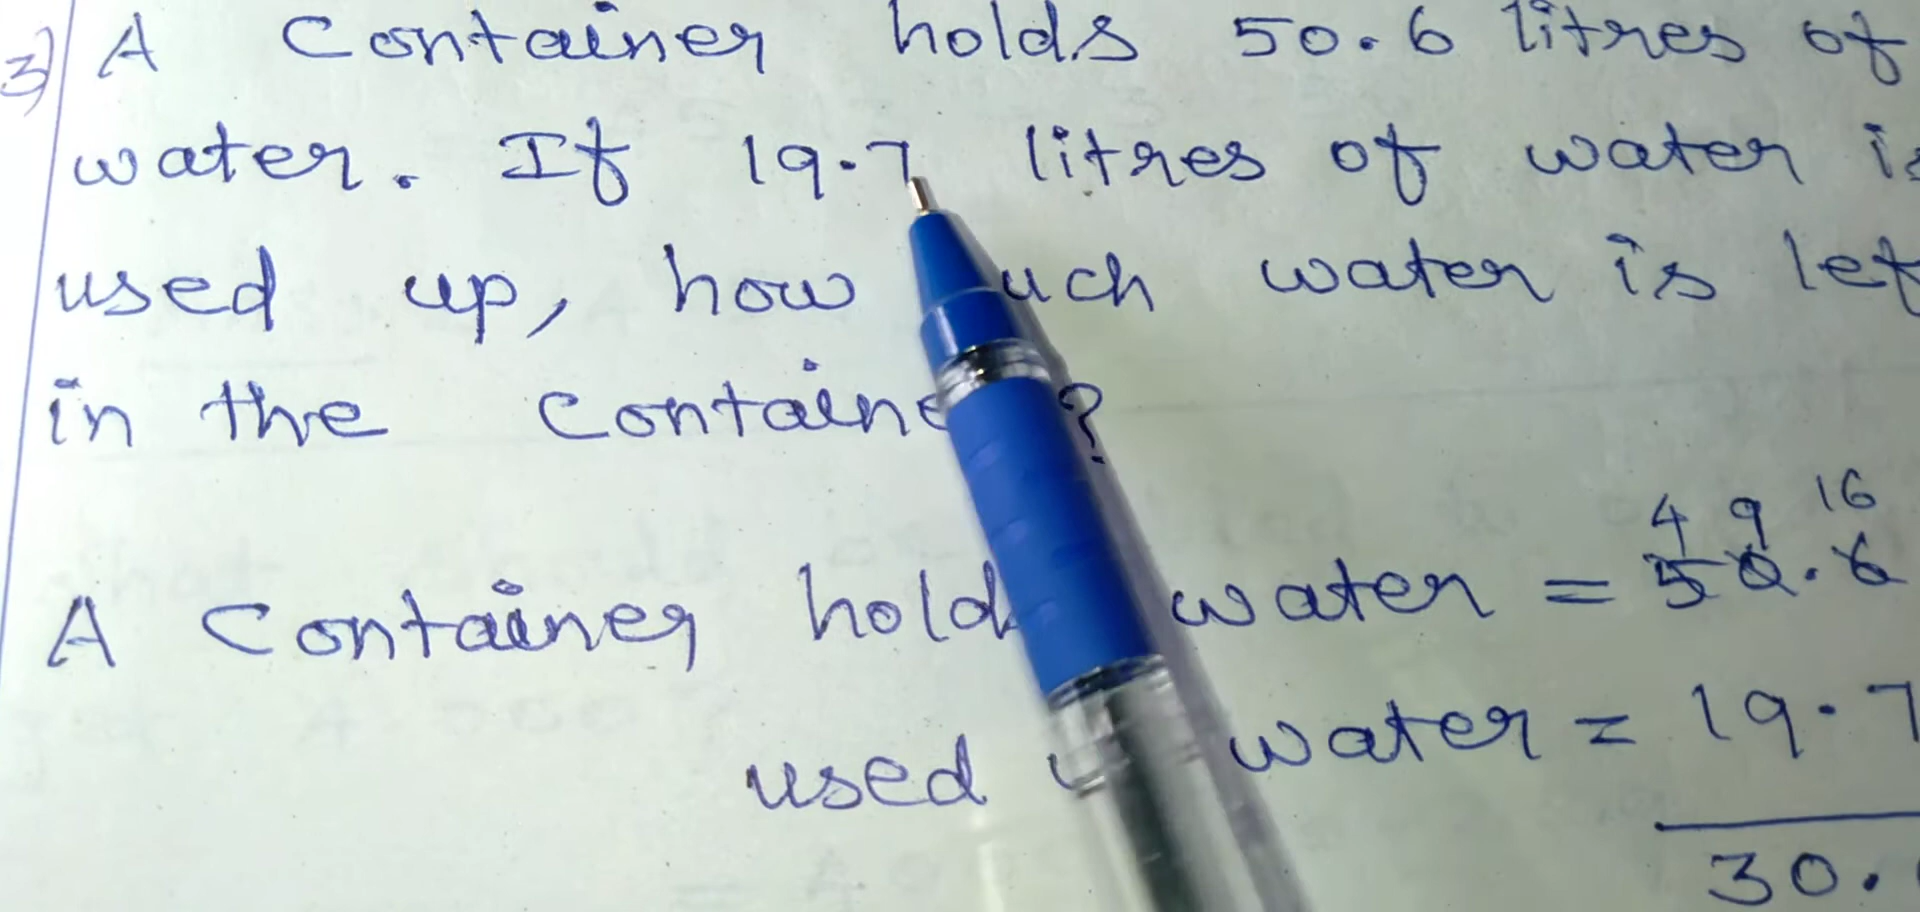 3) A Container holds 50.6 litres of
water. If 19.7 litres of water is
used up, how uch water is lef
in the Containe ?
4 9 16
A Container hold water = 50.6
used water = 19.7
30.